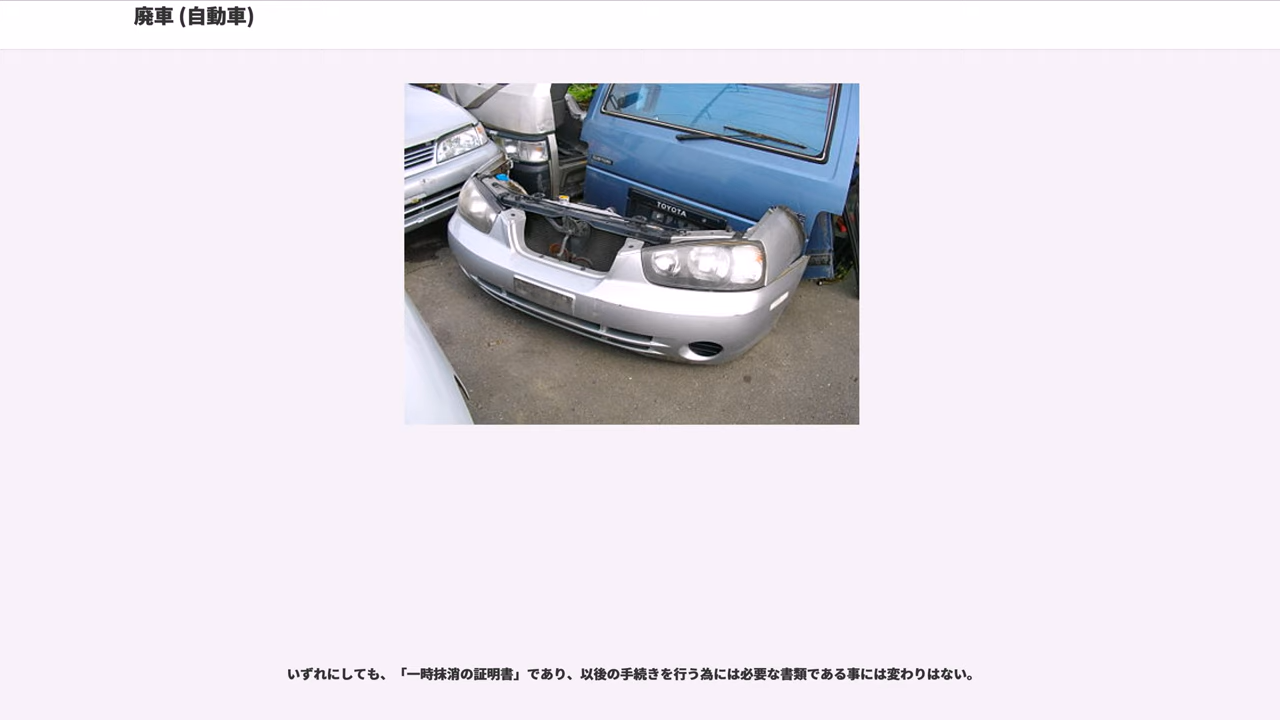 廃車 (自動車)
TOYOTA
いずれにしても、「一時抹消の証明書」であり、以後の手続きを行う為には必要な書類である事には変わりはない。